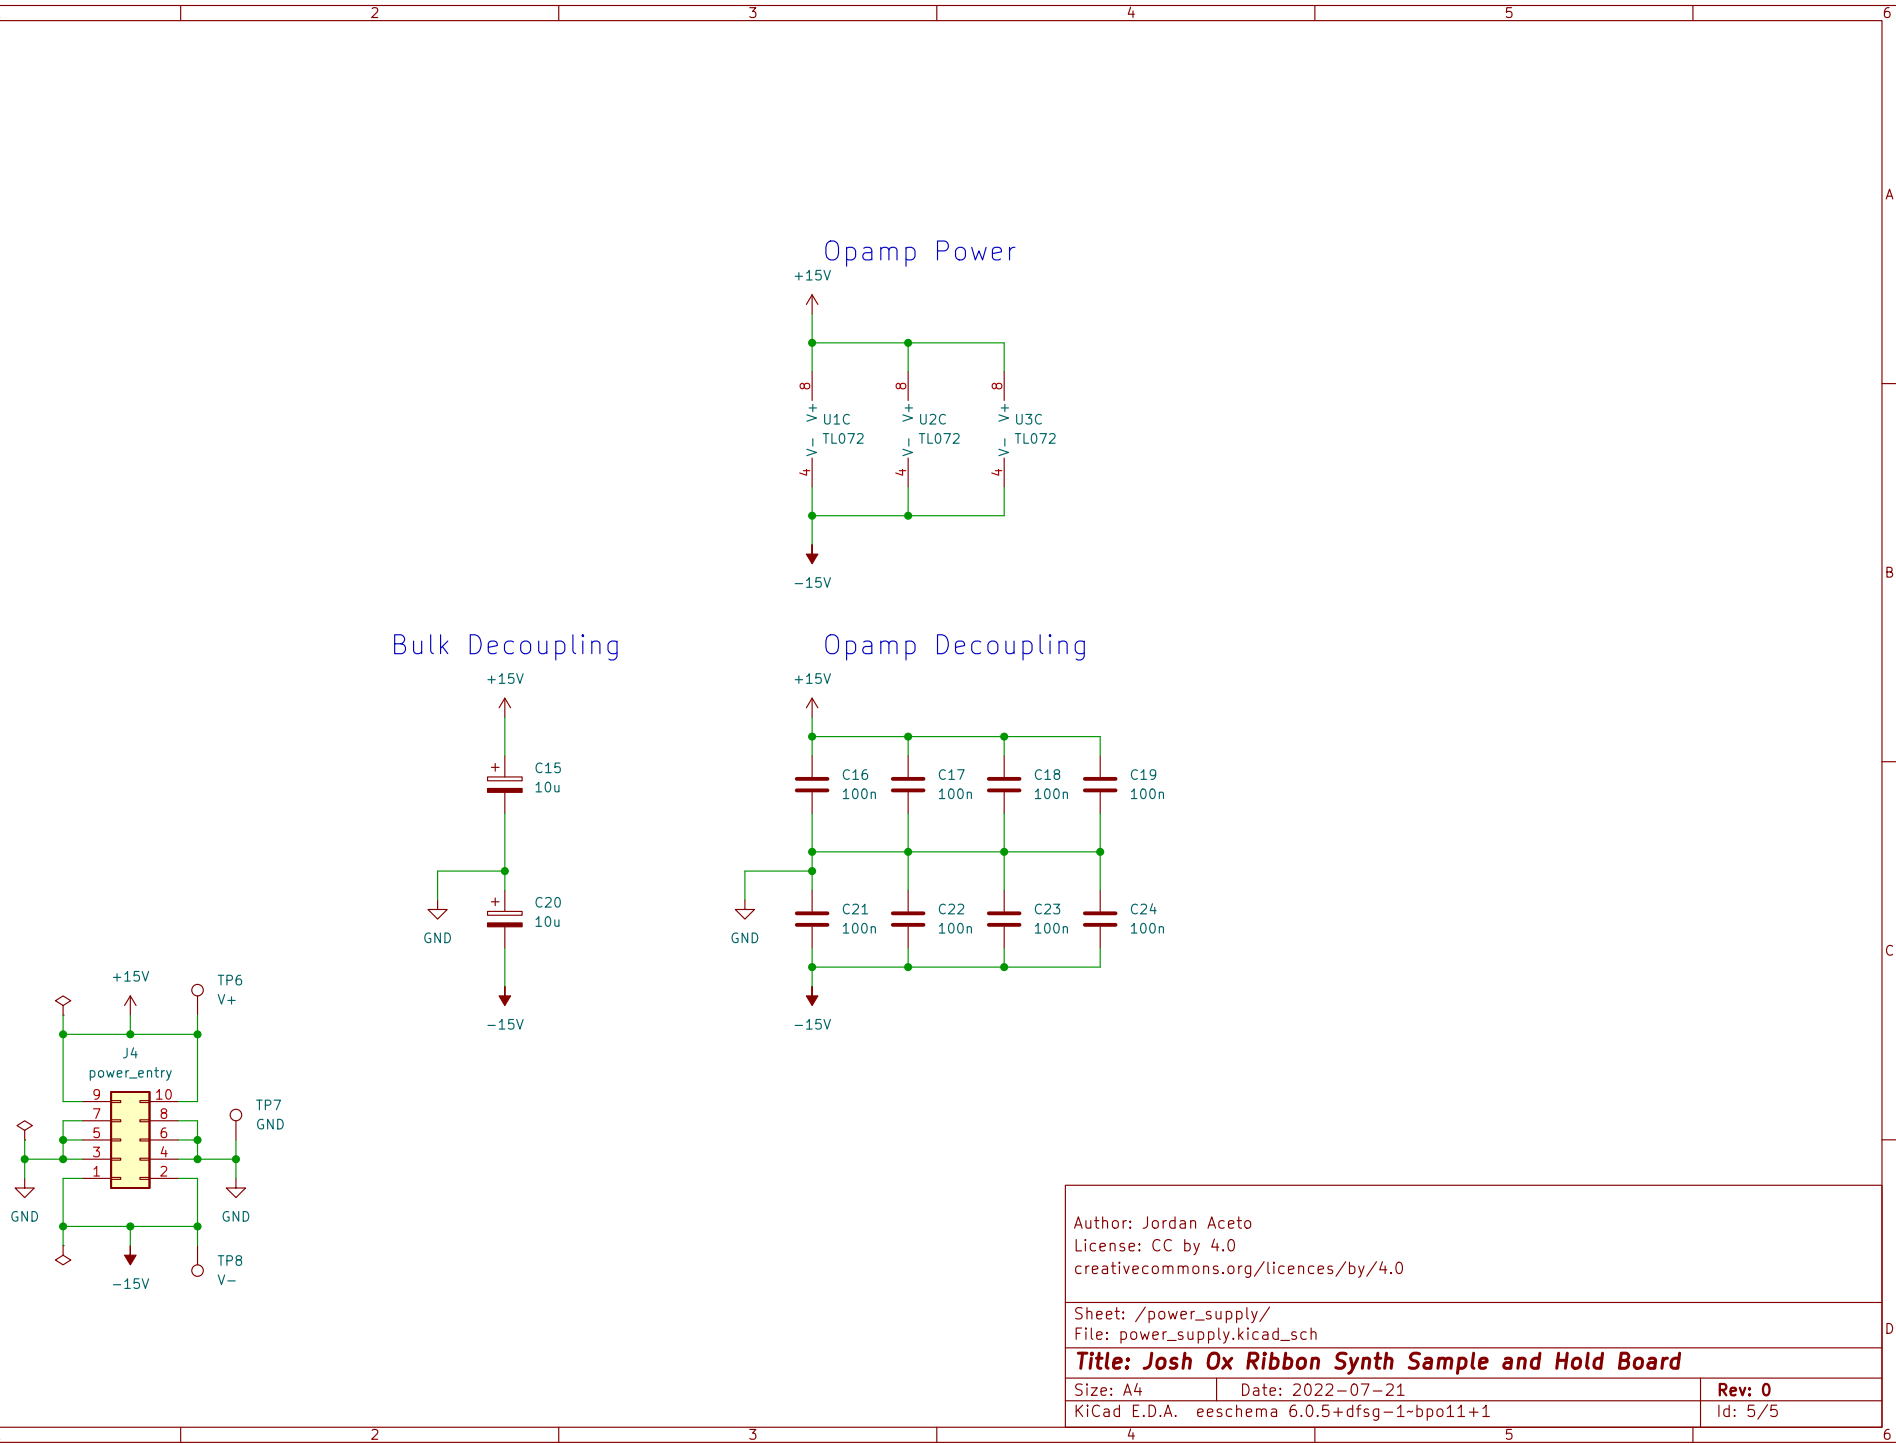 2 3 4 5 6
A
Opamp Power
+15V
8 8 8
V+ V+ V+
U1C U2C U3C
TL072 TL072 TL072
V- V- V-
4 4 4
-15V
B
Bulk Decoupling Opamp Decoupling
+15V +15V
C15 C16 C17 C18 C19
+
10u 100n 100n 100n 100n
C20 C21 C22 C23 C24
+
10u 100n 100n 100n 100n
GND GND
C
+15V TP6
V+
-15V -15V
J4
power_entry
9 10
7 8
TP7
GND
5 6
3 4
1 2
GND GND
TP8
V-
-15V
Author: Jordan Aceto
License: CC by 4.0
creativecommons.org/licences/by/4.0
Sheet: /power_supply/
File: power_supply.kicad_sch
D
Title: Josh Ox Ribbon Synth Sample and Hold Board
Size: A4 Date: 2022-07-21 Rev: 0
KiCad E.D.A. eeschema 6.0.5+dfsg-1~bpo11+1 Id: 5/5
2 3 4 5 6